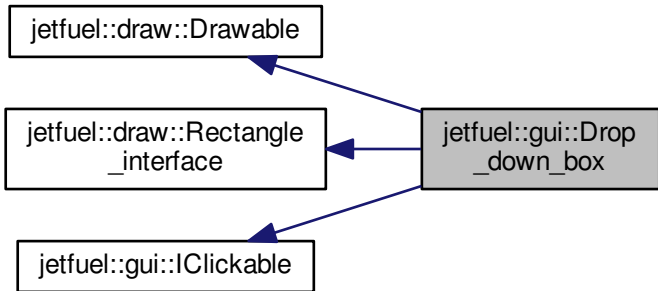 jetfuel::draw::Drawable
jetfuel::draw::Rectangle
_interface
jetfuel::gui::IClickable
jetfuel::gui::Drop
_down_box